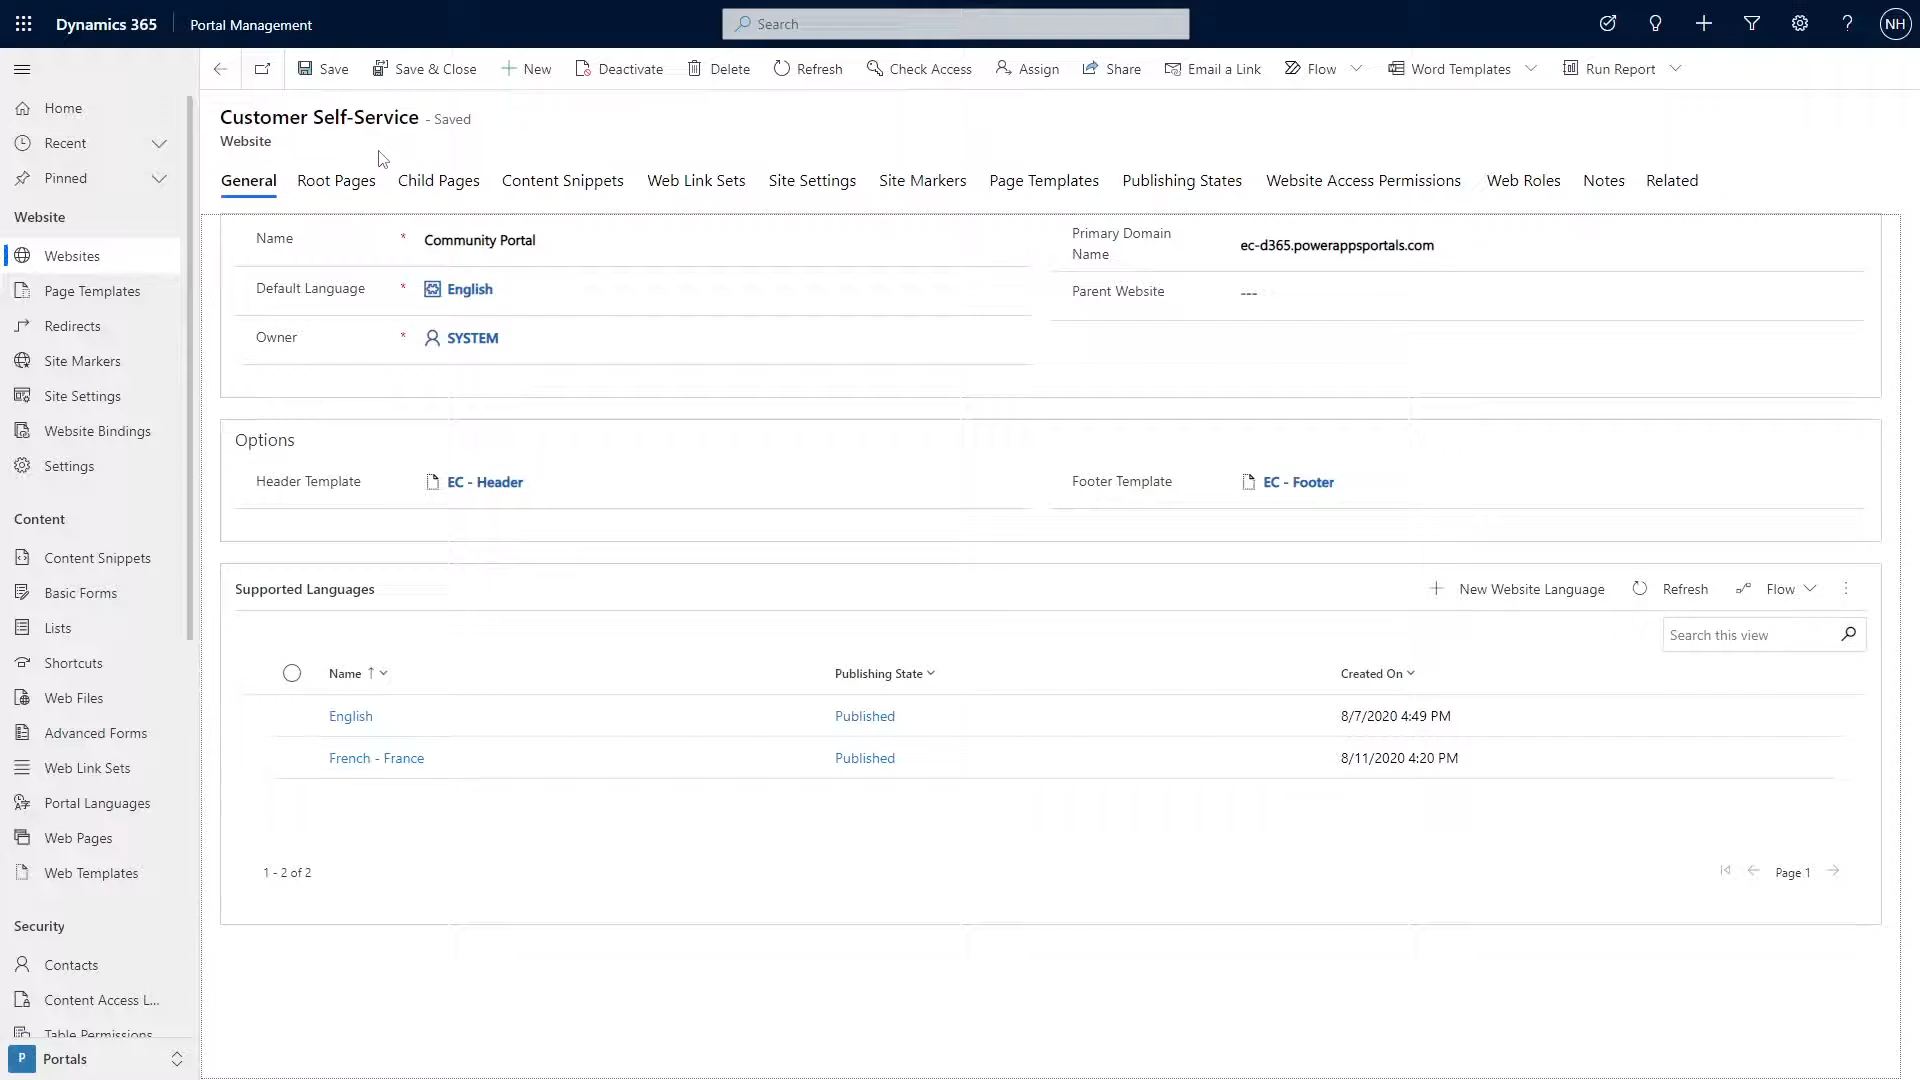 Dynamics 365
Portal Management
Search
NH
Save
Save & Close
New
Deactivate
Delete
Refresh
Check Access
Assign
Share
Email a Link
Flow
Word Templates
Run Report
Home
Recent
Pinned
Website
Websites
Page Templates
Redirects
Site Markers
Site Settings
Website Bindings
Settings
Content
Content Snippets
Basic Forms
Lists
Shortcuts
Web Files
Advanced Forms
Web Link Sets
Portal Languages
Web Pages
Web Templates
Security
Contacts
Content Access L...
Table Permissions
P Portals
Customer Self-Service - Saved
Website
General
Root Pages
Child Pages
Content Snippets
Web Link Sets
Site Settings
Site Markers
Page Templates
Publishing States
Website Access Permissions
Web Roles
Notes
Related
Name * Community Portal
Default Language * English
Owner * SYSTEM
Primary Domain
Name
ec-d365.powerappsportals.com
Parent Website ---
Options
Header Template EC - Header
Footer Template EC - Footer
Supported Languages
New Website Language
Refresh
Flow
Search this view
Name ↑ Publishing State Created On
English Published 8/7/2020 4:49 PM
French - France Published 8/11/2020 4:20 PM
1 - 2 of 2
Page 1